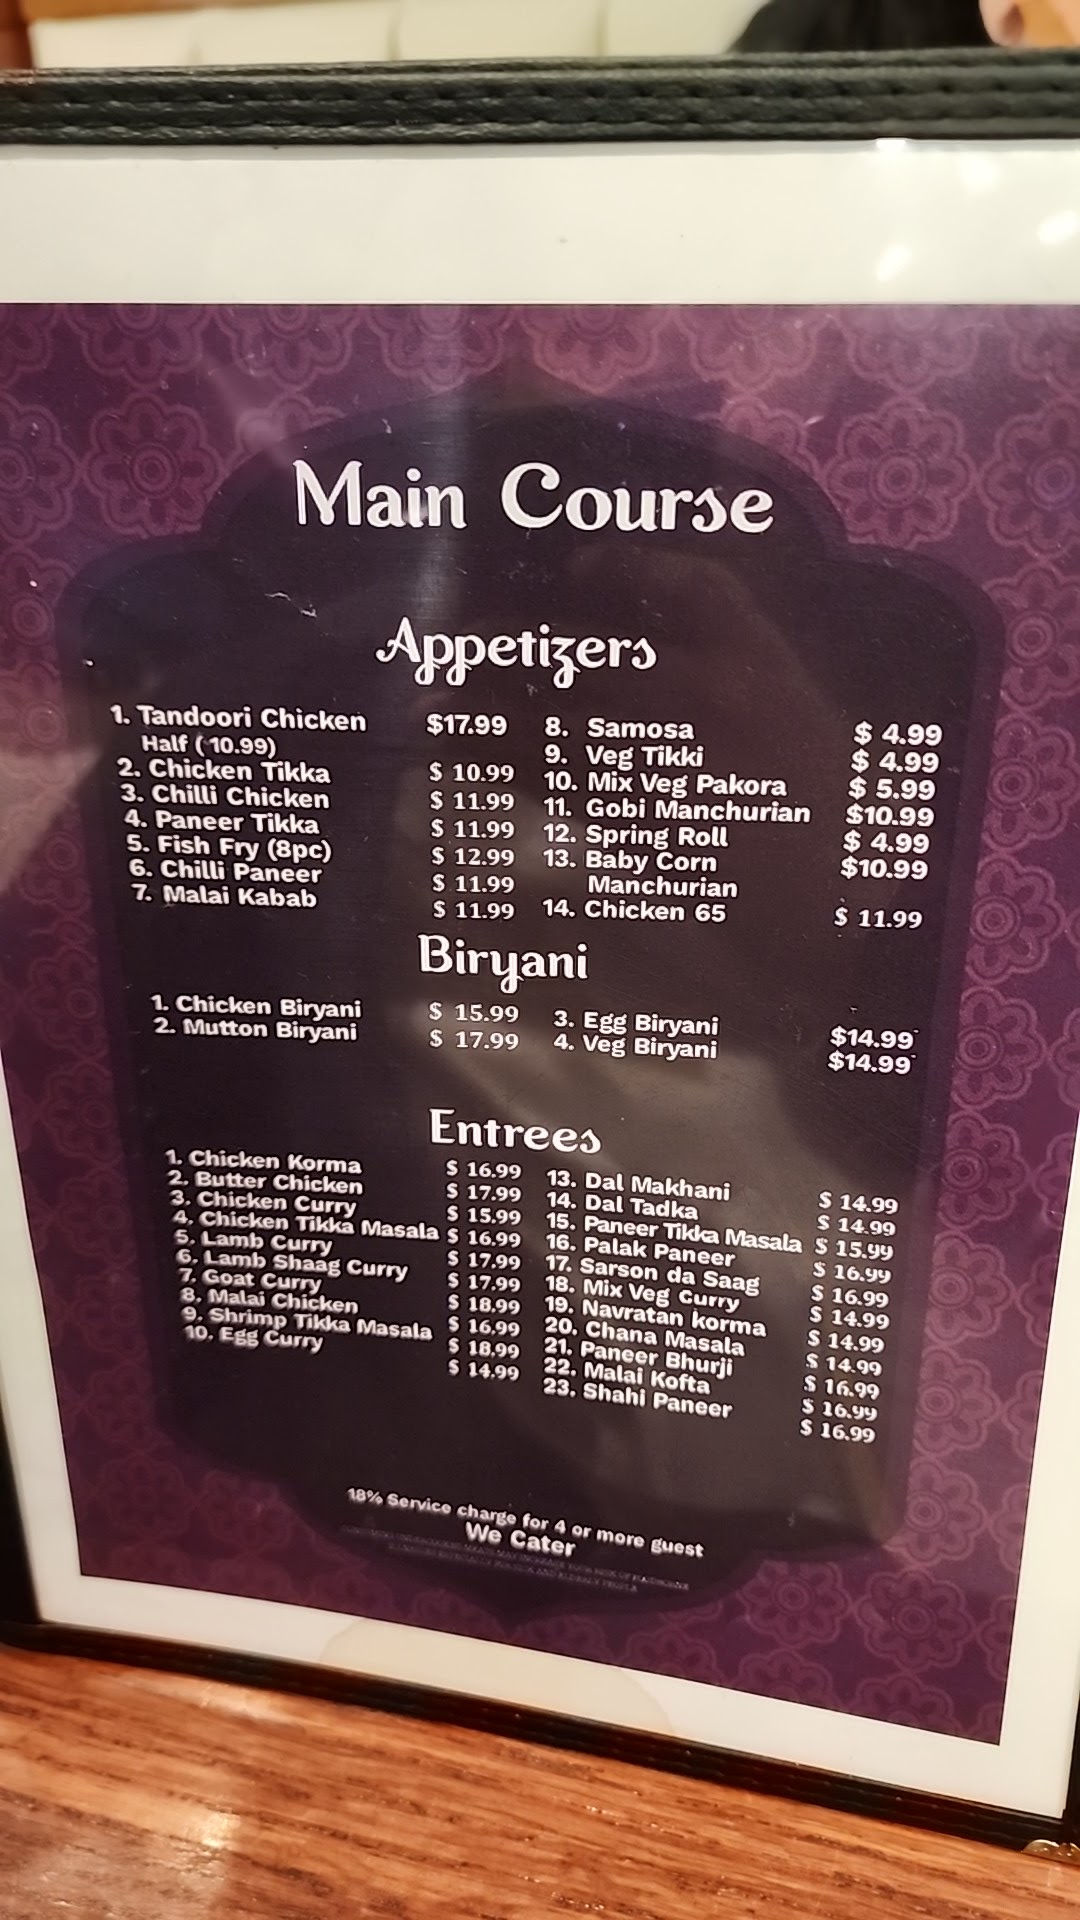 Main Course
Appetizers
1. Tandoori Chicken $17.99
Half ( 10.99)
2. Chicken Tikka $ 10.99
3. Chilli Chicken $ 11.99
4. Paneer Tikka $ 11.99
5. Fish Fry (8pc) $ 12.99
6. Chilli Paneer $ 11.99
7. Malai Kabab $ 11.99
8. Samosa $ 4.99
9. Veg Tikki $ 4.99
10. Mix Veg Pakora $ 5.99
11. Gobi Manchurian $10.99
12. Spring Roll $ 4.99
13. Baby Corn $10.99
Manchurian
14. Chicken 65 $ 11.99
Biryani
1. Chicken Biryani $ 15.99
2. Mutton Biryani $ 17.99
3. Egg Biryani $14.99
4. Veg Biryani $14.99
Entrees
1. Chicken Korma $ 16.99
2. Butter Chicken $ 17.99
3. Chicken Curry $ 15.99
4. Chicken Tikka Masala $ 16.99
5. Lamb Curry $ 17.99
6. Lamb Shaag Curry $ 17.99
7. Goat Curry $ 18.99
8. Malai Chicken $ 16.99
9. Shrimp Tikka Masala $ 18.99
10. Egg Curry $ 14.99
13. Dal Makhani $ 14.99
14. Dal Tadka $ 14.99
15. Paneer Tikka Masala $ 15.99
16. Palak Paneer $ 16.99
17. Sarson da Saag $ 16.99
18. Mix Veg Curry $ 14.99
19. Navratan korma $ 14.99
20. Chana Masala $ 14.99
21. Paneer Bhurji $ 16.99
22. Malai Kofta $ 16.99
23. Shahi Paneer $ 16.99
18% Service charge for 4 or more guest
We Cater